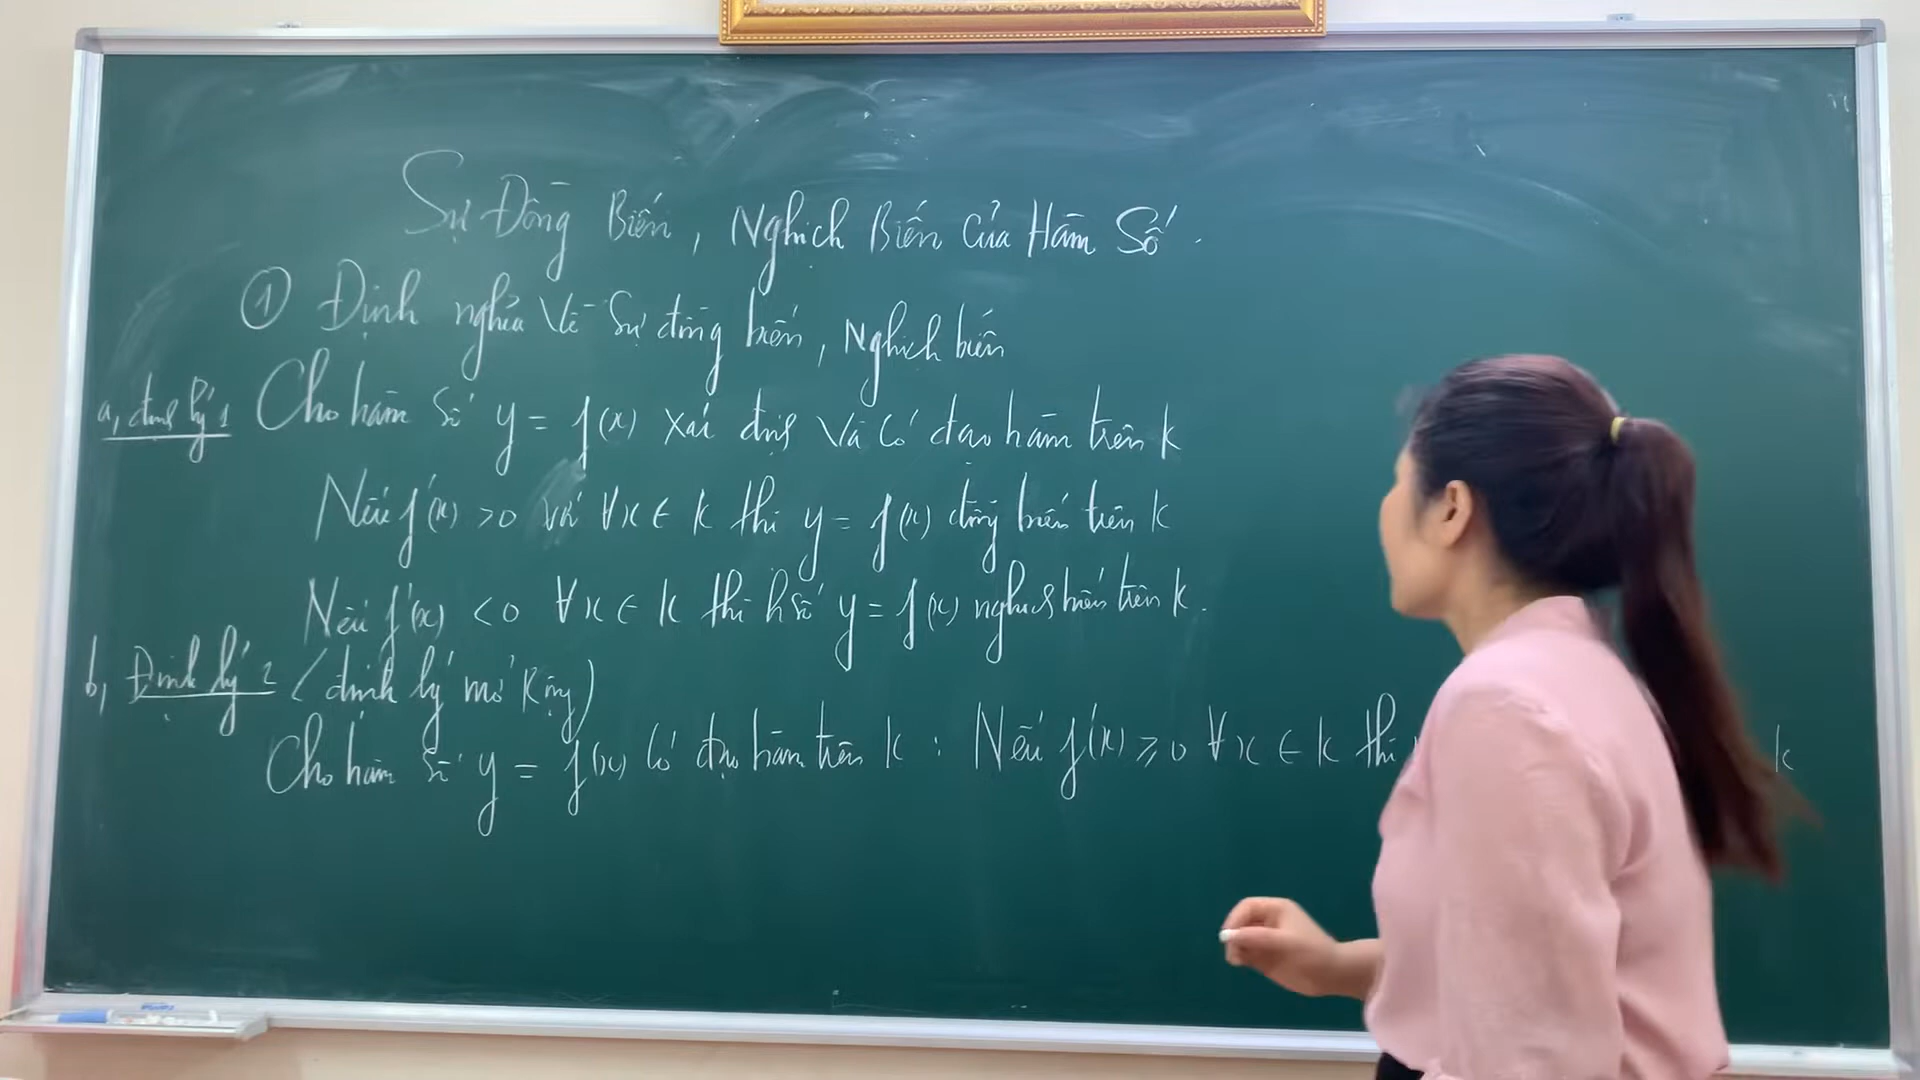 Sự Đồng Biến, Nghịch Biến Của Hàm Số.
① Định nghĩa Về Sự đồng biến, Nghịch biến
a, định lý 1 Cho hàm số y = f(x) xác định và có đạo hàm trên k
Nếu f'(x) >0 với ∀x ∈ k thì y = f(x) đồng biến trên k
Nếu f'(x) <0 ∀x ∈ k thì h số y = f(x) nghịch biến trên k.
b, Định lý 2 (định lý mở rộng)
Cho hàm số y = f(x) có đạo hàm trên k : Nếu f'(x) ⩾0 ∀x ∈ k thì k